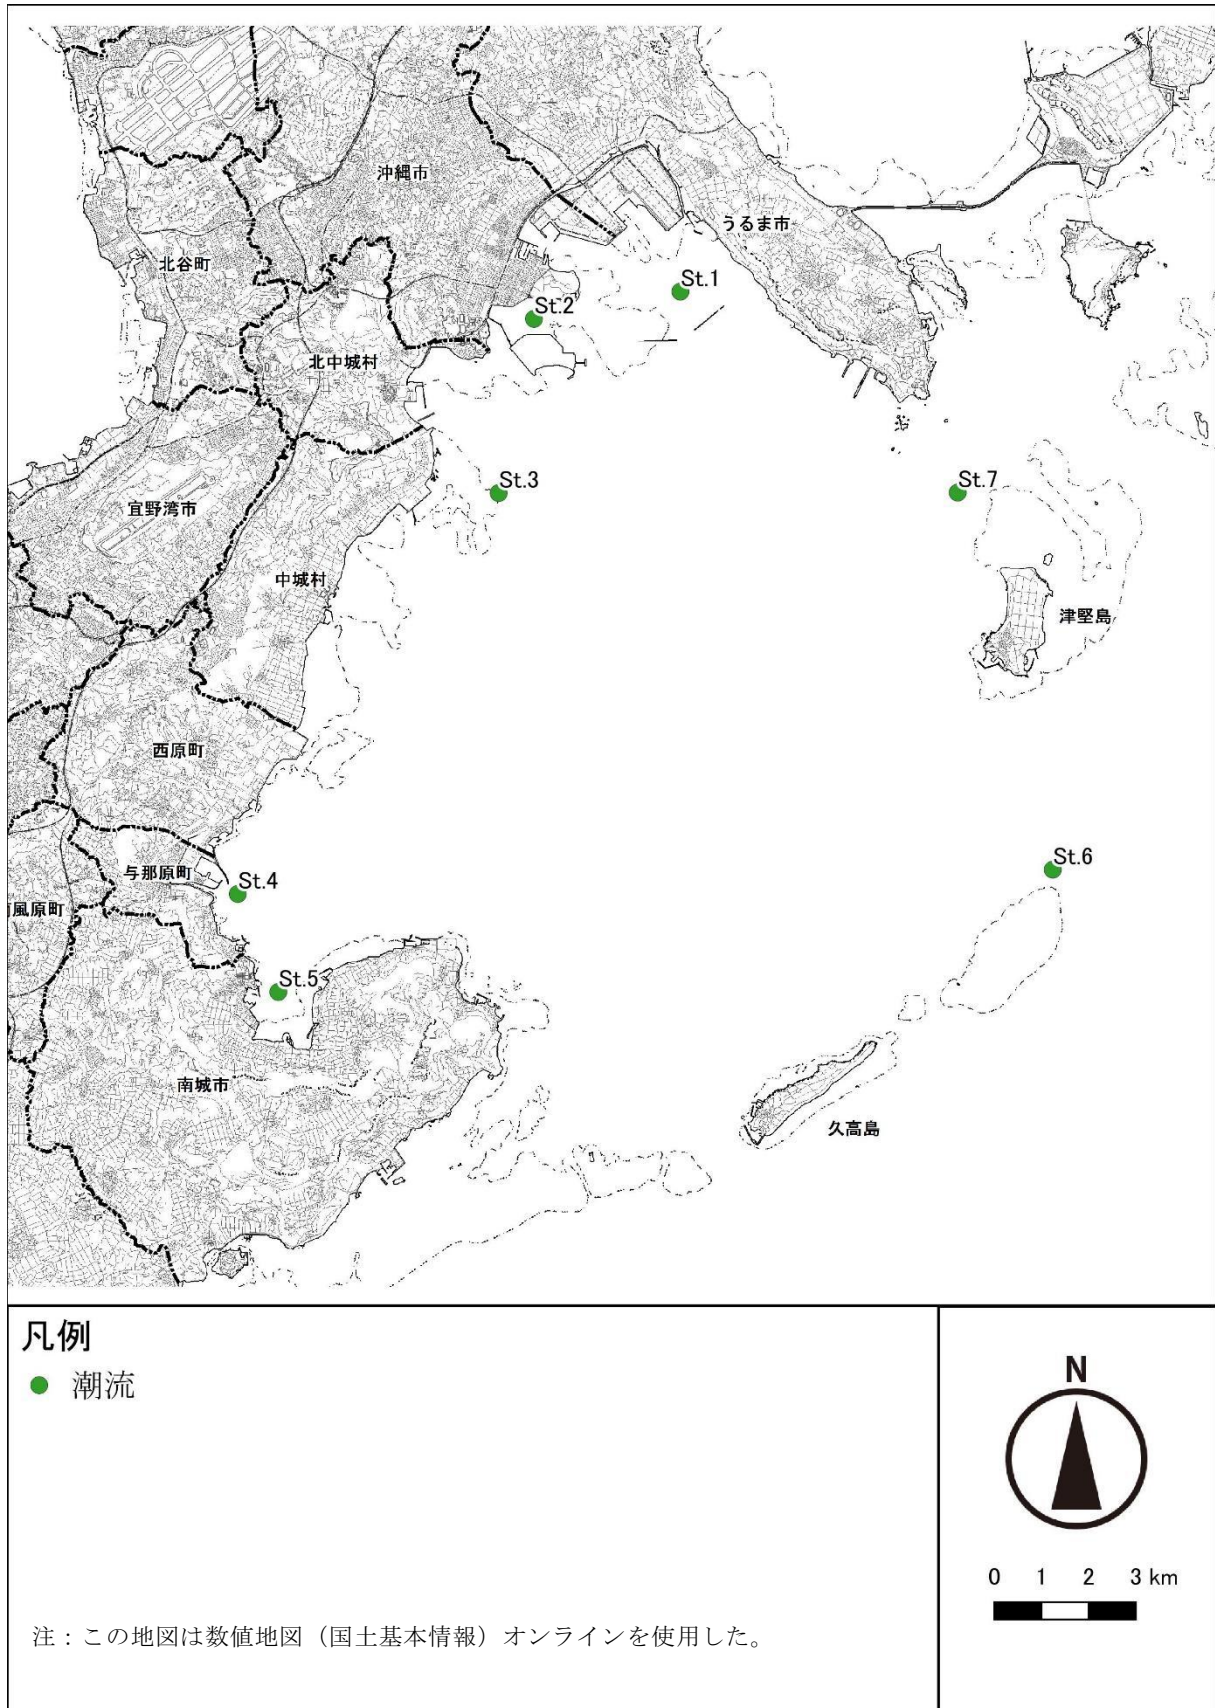 沖縄市
うるま市
北谷町
St.1
St.2
北中城村
St.3
St.7
宜野湾市
中城村
津堅島
西原町
St.6
与那原町
St.4
風原町
St.5
南城市
久高島
凡例
潮流
N
0 1 2 3 km
注：この地図は数値地図（国土基本情報）オンラインを使用した。